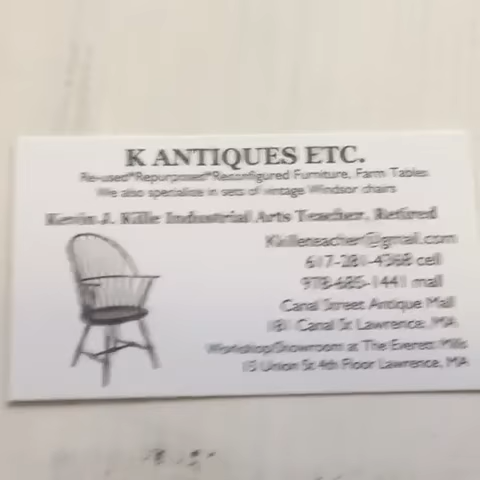 K ANTIQUES ETC.
Re-used*Repurposed*Reconfigured Furniture, Farm Tables
We also specialize in sets of vintage Windsor chairs
Kevin J. Kille Industrial Arts Teacher, Retired
Kkilleteacher@gmail.com
617-281-4368 cell
978-685-1441 mall
Canal Street Antique Mall
181 Canal St Lawrence, MA
Workshop/Showroom at The Everett Mills
15 Union St 4th Floor Lawrence, MA